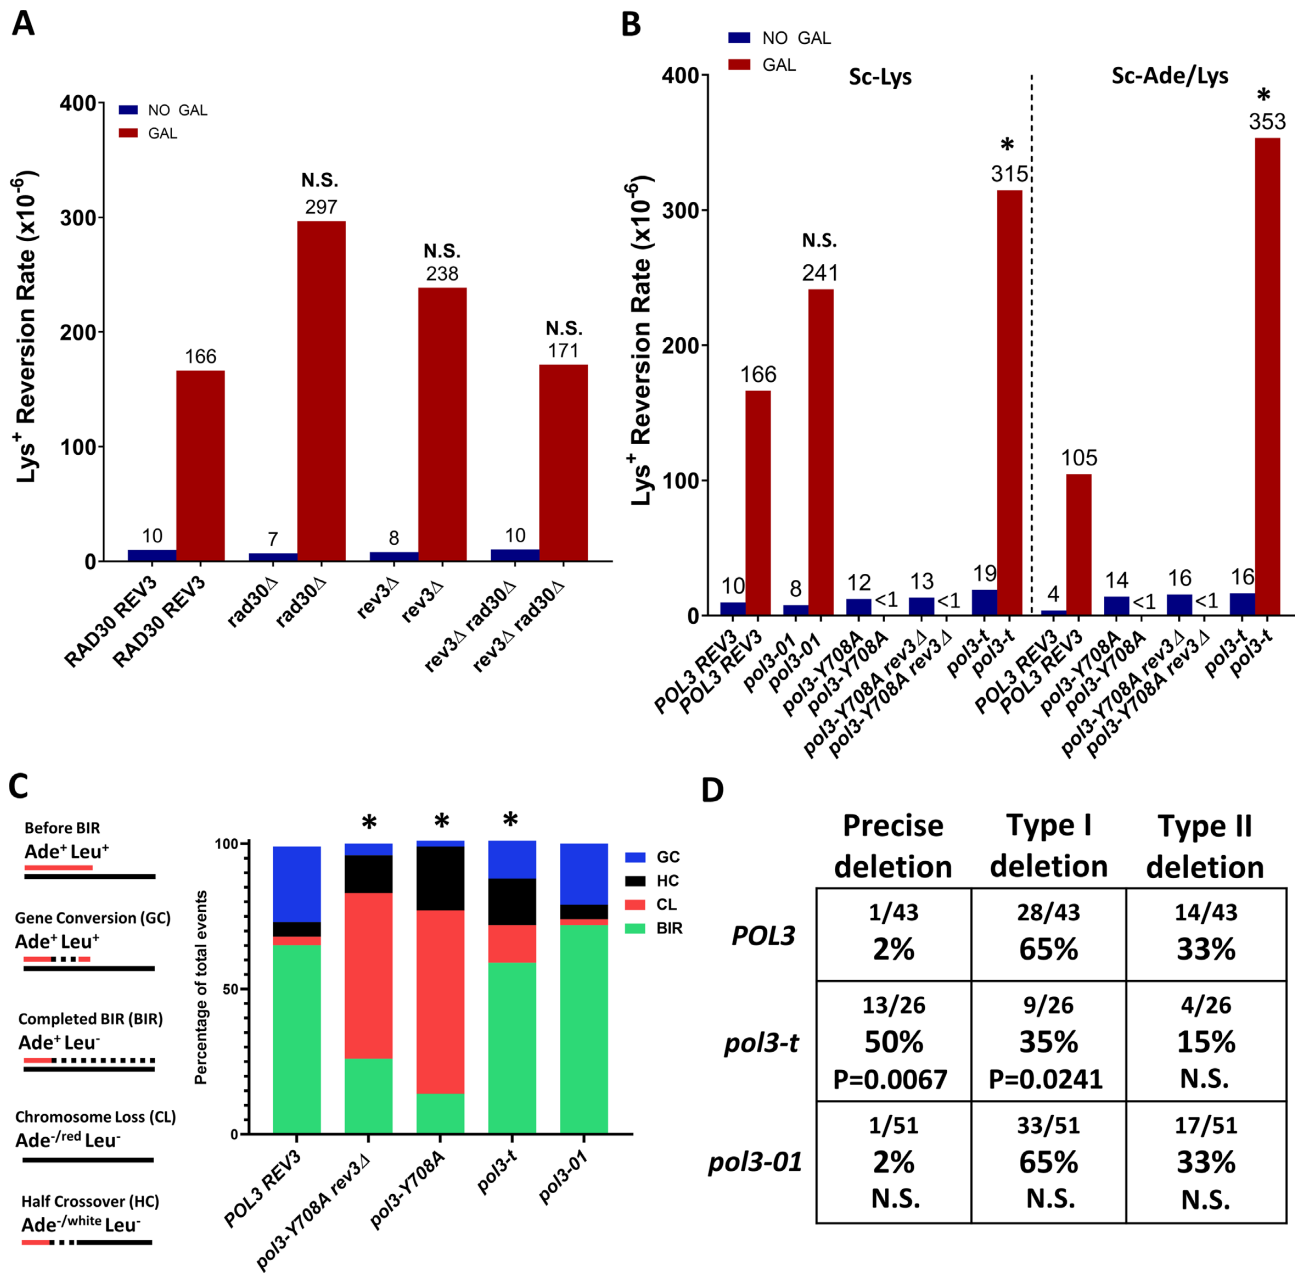 A
NO GAL
GAL
Lys+ Reversion Rate (x10-6)
400
300
200
100
0
10
166
7
N.S.
297
8
N.S.
238
10
N.S.
171
RAD30 REV3
RAD30 REV3
rad30Δ
rad30Δ
rev3Δ
rev3Δ
rev3Δ rad30Δ
rev3Δ rad30Δ
B
NO GAL
GAL
Sc-Lys
Sc-Ade/Lys
Lys+ Reversion Rate (x10-6)
400
300
200
100
0
10
166
8
N.S.
241
12
<1
13
<1
19
*
315
4
105
14
<1
16
<1
16
*
353
POL3 REV3
POL3 REV3
pol3-01
pol3-01
pol3-Y708A
pol3-Y708A
pol3-Y708A rev3Δ
pol3-Y708A rev3Δ
pol3-t
pol3-t
POL3 REV3
POL3 REV3
pol3-Y708A
pol3-Y708A
pol3-Y708A rev3Δ
pol3-Y708A rev3Δ
pol3-t
pol3-t
C
Before BIR
Ade+ Leu+
Gene Conversion (GC)
Ade+ Leu+
Completed BIR (BIR)
Ade+ Leu-
Chromosome Loss (CL)
Ade-/red Leu-
Half Crossover (HC)
Ade-/white Leu-
Percentage of total events
100
50
0
* * *
GC
HC
CL
BIR
POL3 REV3
pol3-Y708A rev3Δ
pol3-Y708A
pol3-t
pol3-01
D
Precise deletion
Type I deletion
Type II deletion
POL3
1/43 28/43 14/43
2% 65% 33%
pol3-t
13/26 9/26 4/26
50% 35% 15%
P=0.0067 P=0.0241 N.S.
pol3-01
1/51 33/51 17/51
2% 65% 33%
N.S. N.S. N.S.